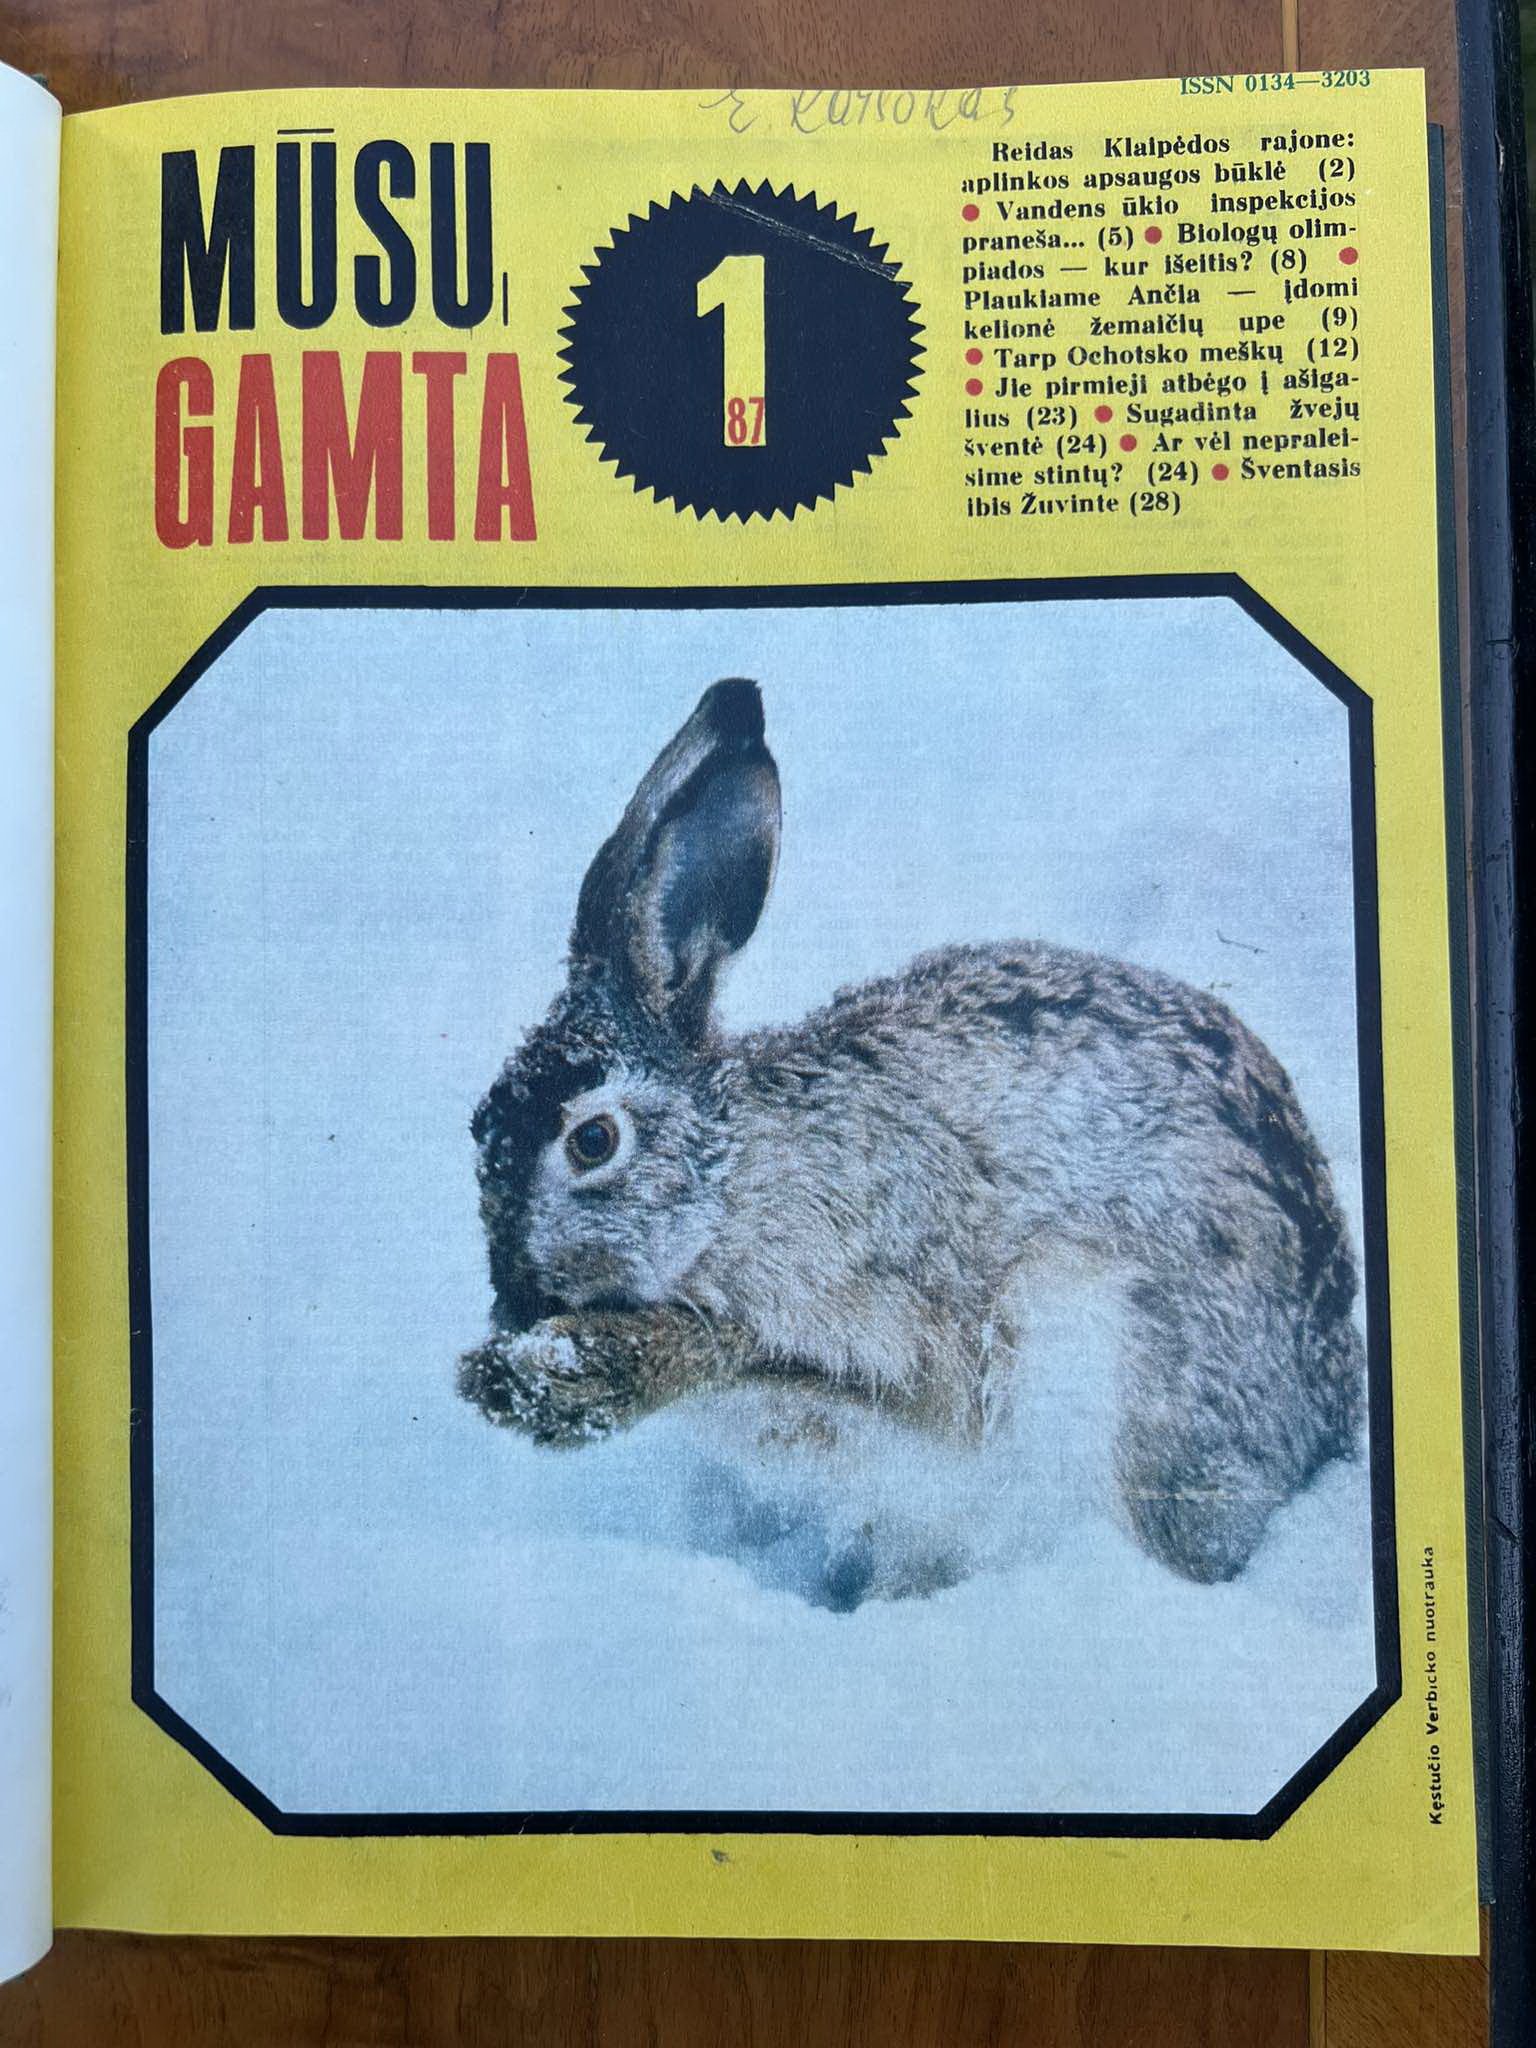 ISSN 0134—3203
MŪSŲ
GAMTA
1
87
Reidas Klaipėdos rajone:
aplinkos apsaugos būklė (2)
● Vandens ūkio inspekcijos
praneša... (5) ● Biologų olim-
piados — kur išeitis? (8) ●
Plaukiame Ančia — įdomi
kelionė žemaičių upe (9)
● Tarp Ochotsko meškų (12)
● Jie pirmieji atbėgo į ašiga-
lius (23) ● Sugadinta žvejų
šventė (24) ● Ar vėl nepralei-
sime stintų? (24) ● Šventasis
ibis Žuvinte (28)
Kęstučio Verbicko nuotrauka